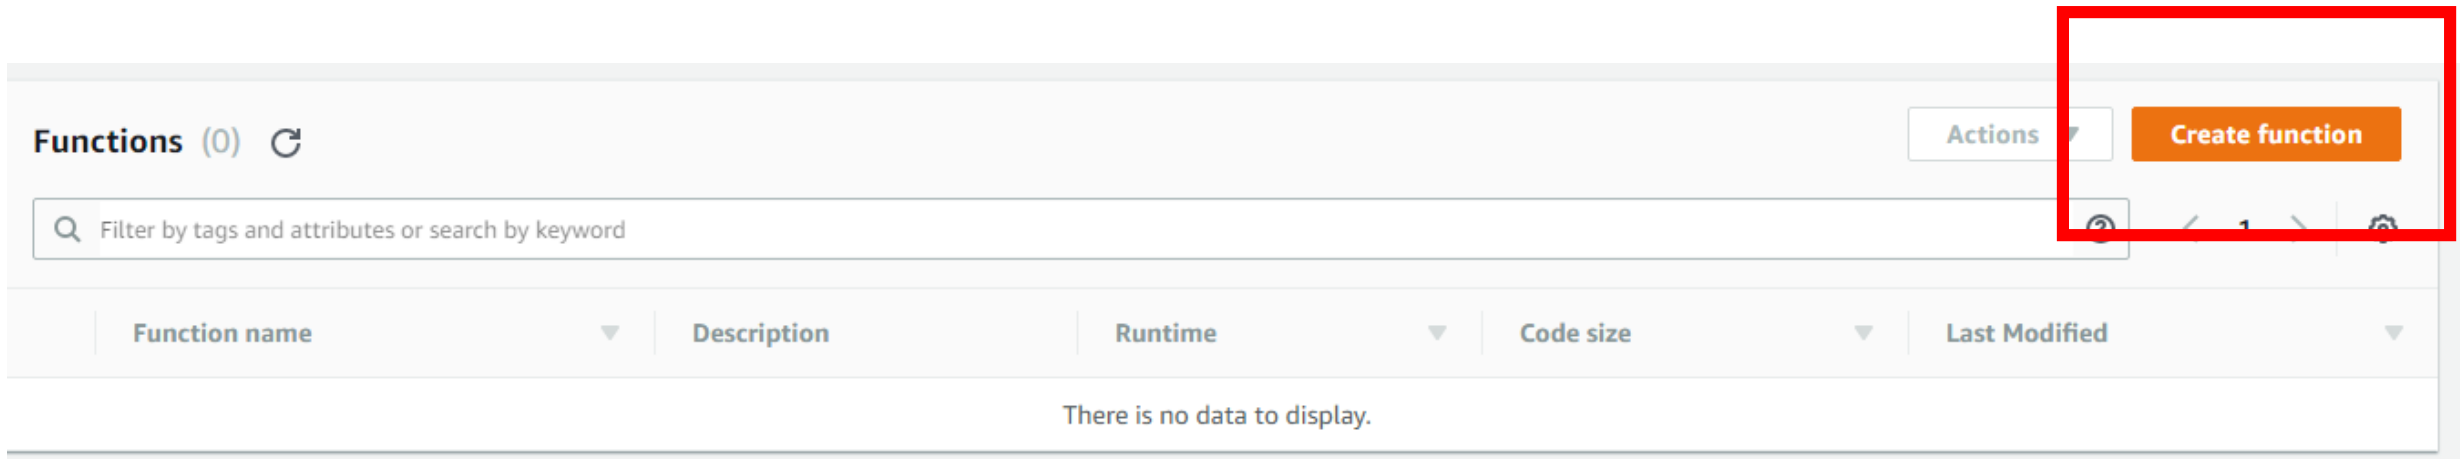 Functions (0)
Actions
Create function
Filter by tags and attributes or search by keyword
1
Function name
Description
Runtime
Code size
Last Modified
There is no data to display.